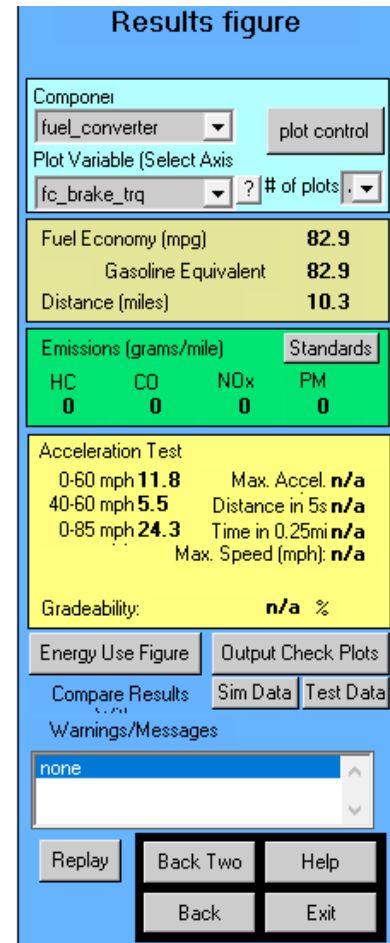 Results figure
Componer
fuel_converter
plot control
Plot Variable (Select Axis
fc_brake_trq ? # of plots
Fuel Economy (mpg) 82.9
Gasoline Equivalent 82.9
Distance (miles) 10.3
Emissions (grams/mile) Standards
HC CO NOx PM
0 0 0 0
Acceleration Test
0-60 mph 11.8 Max. Accel. n/a
40-60 mph 5.5 Distance in 5s n/a
0-85 mph 24.3 Time in 0.25mi n/a
Max. Speed (mph): n/a
Gradeability: n/a %
Energy Use Figure Output Check Plots
Compare Results Sim Data Test Data
Warnings/Messages
none
Replay Back Two Help
Back Exit